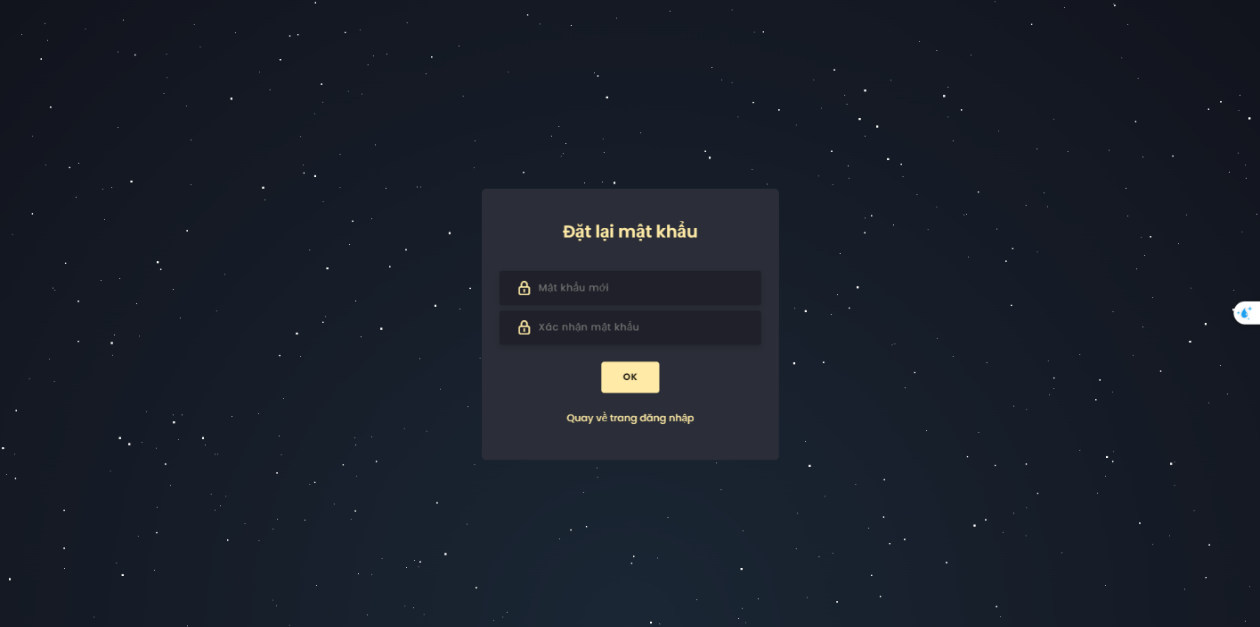 Đặt lại mật khẩu
Mật khẩu mới
Xác nhận mật khẩu
OK
Quay về trang đăng nhập